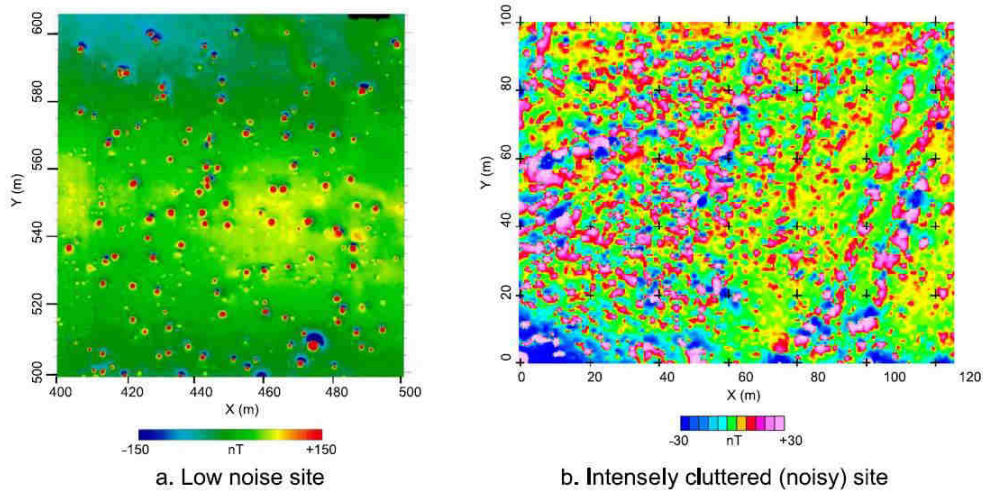 600
580
560
540
520
500
Y (m)
400 420 440 460 480 500
X (m)
-150 nT +150
a. Low noise site
100
80
60
40
20
0
Y (m)
0 20 40 60 80 100 120
X (m)
-30 nT +30
b. Intensely cluttered (noisy) site